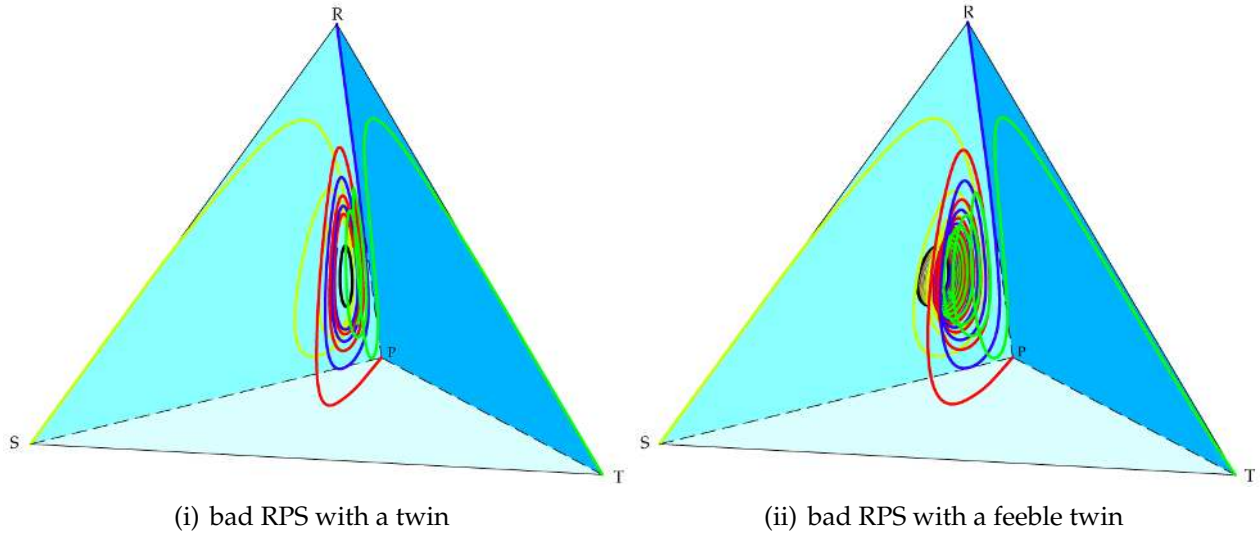 R
P
S
T
(i) bad RPS with a twin
R
P
S
T
(ii) bad RPS with a feeble twin